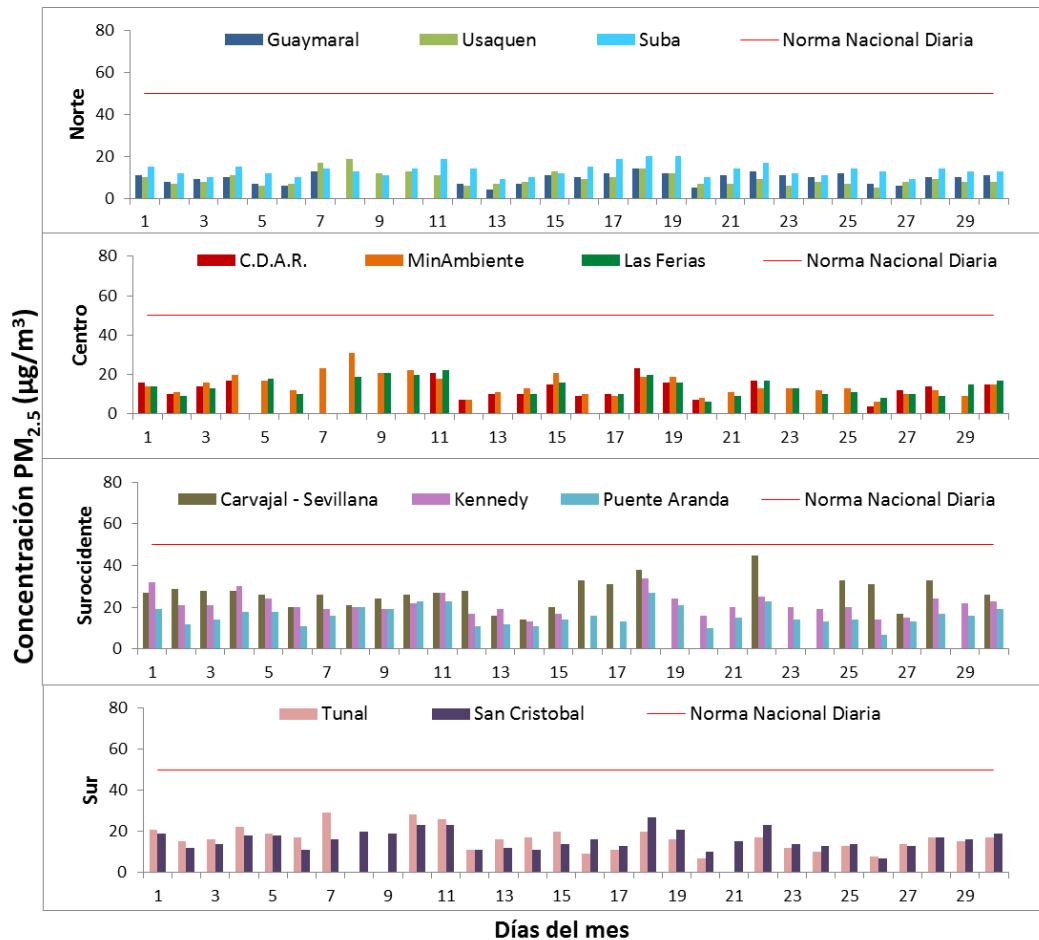 Concentración PM2.5 (µg/m³)
Norte
80
60
40
20
0
Guaymaral Usaquen Suba Norma Nacional Diaria
1 3 5 7 9 11 13 15 17 19 21 23 25 27 29
Centro
80
60
40
20
0
C.D.A.R. MinAmbiente Las Ferias Norma Nacional Diaria
1 3 5 7 9 11 13 15 17 19 21 23 25 27 29
Suroccidente
80
60
40
20
0
Carvajal - Sevillana Kennedy Puente Aranda Norma Nacional Diaria
1 3 5 7 9 11 13 15 17 19 21 23 25 27 29
Sur
80
60
40
20
0
Tunal San Cristobal Norma Nacional Diaria
1 3 5 7 9 11 13 15 17 19 21 23 25 27 29
Días del mes